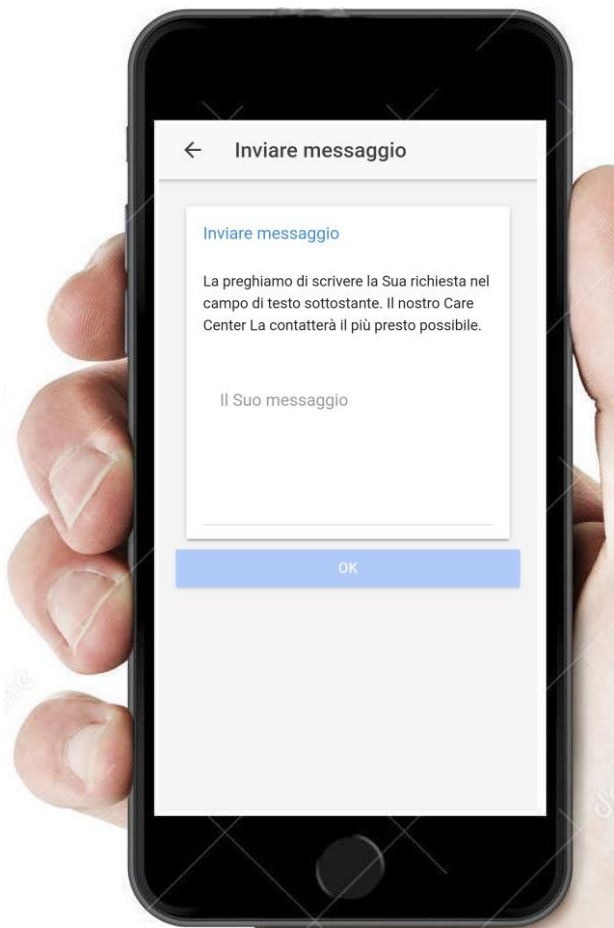 Inviare messaggio
Inviare messaggio
La preghiamo di scrivere la Sua richiesta nel
campo di testo sottostante. Il nostro Care
Center La contatterà il più presto possibile.
Il Suo messaggio
OK